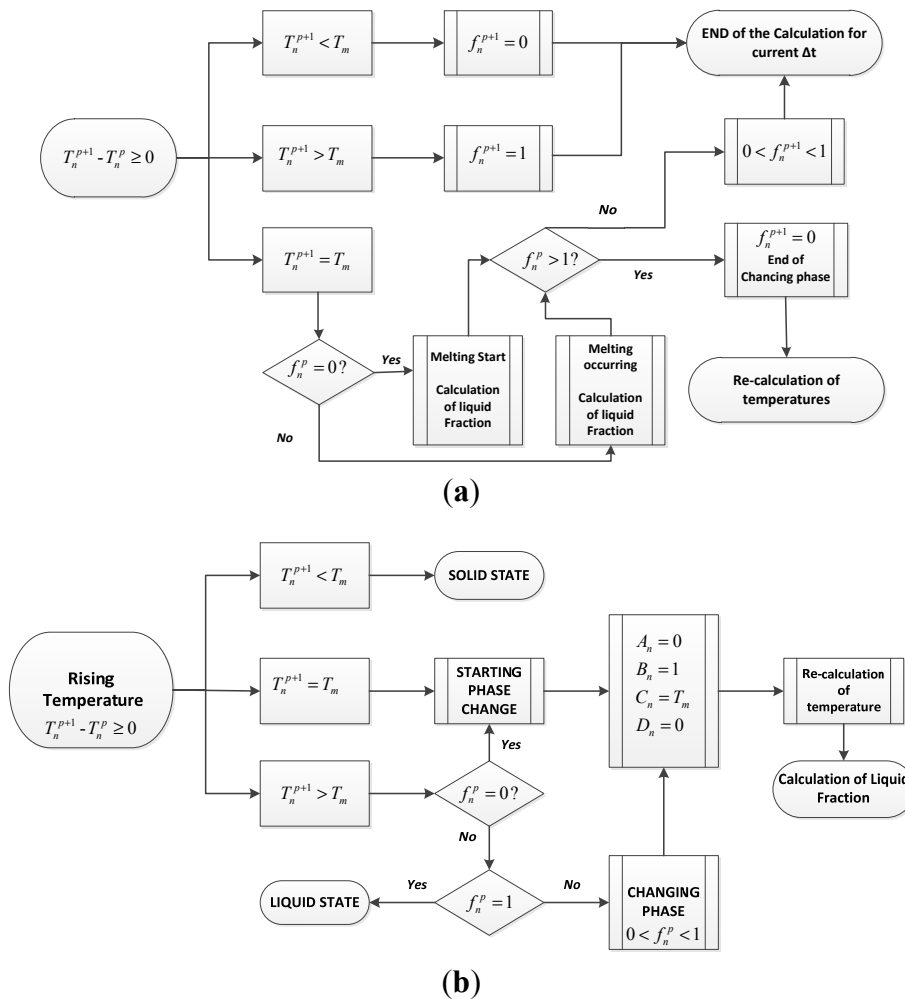 T_n^{p+1} < T_m
f_n^{p+1} = 0
END of the Calculation for
current Δt
T_n^{p+1} - T_n^p ≥ 0
T_n^{p+1} > T_m
f_n^{p+1} = 1
0 < f_n^{p+1} < 1
No
T_n^{p+1} = T_m
f_n^p > 1?
Yes
f_n^{p+1} = 0
End of
Chancing phase
f_n^p = 0?
Yes
No
Melting Start
Calculation
of liquid
Fraction
Melting
occurring
Calculation
of liquid
Fraction
Re-calculation of
temperatures
(a)
T_n^{p+1} < T_m
SOLID STATE
Rising
Temperature
T_n^{p+1} - T_n^p ≥ 0
T_n^{p+1} = T_m
STARTING
PHASE
CHANGE
A_n = 0
B_n = 1
C_n = T_m
D_n = 0
Re-calculation
of
temperature
Yes
T_n^{p+1} > T_m
f_n^p = 0?
Calculation of Liquid
Fraction
No
LIQUID STATE
Yes
f_n^p = 1
No
CHANGING
PHASE
0 < f_n^p < 1
(b)